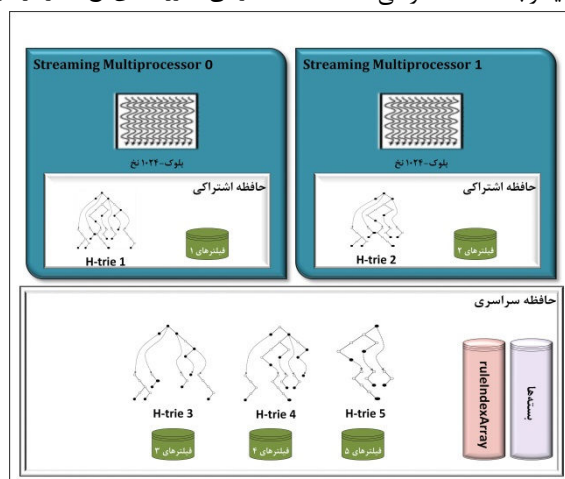 Streaming Multiprocessor 0
Streaming Multiprocessor 1
بلوک-۱۰۲۴ نخ
بلوک-۱۰۲۴ نخ
حافظه اشتراکی
حافظه اشتراکی
فیلترهای ۱
H-trie 1
فیلترهای ۲
H-trie 2
حافظه سراسری
ruleIndexArray
بسته‌ها
H-trie 3
H-trie 4
H-trie 5
فیلترهای ۳
فیلترهای ۴
فیلترهای ۵